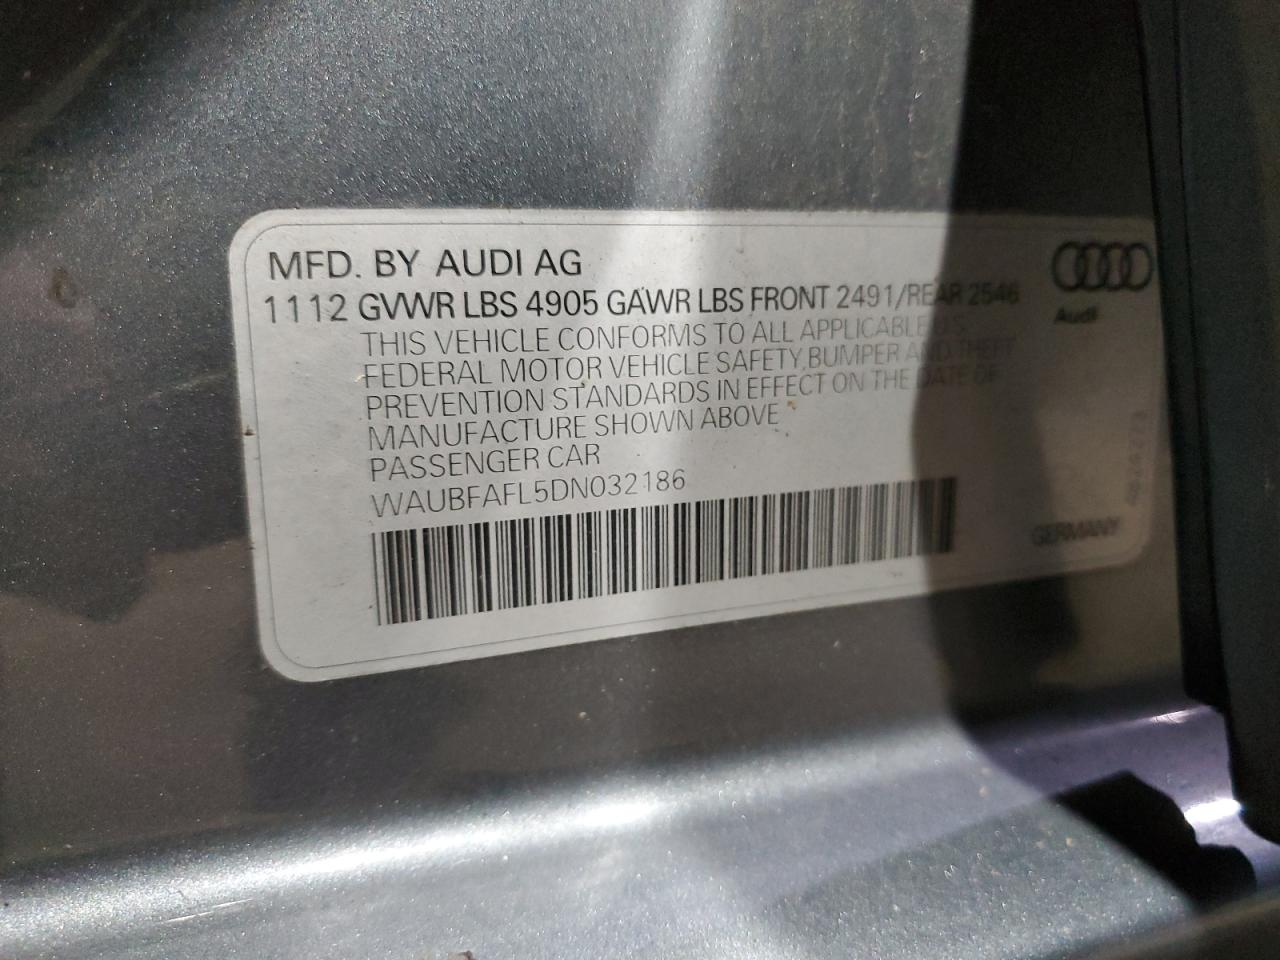 MFD. BY AUDI AG
1112 GVWR LBS 4905 GAWR LBS FRONT 2491/REAR 2546
THIS VEHICLE CONFORMS TO ALL APPLICABLE U.S.
FEDERAL MOTOR VEHICLE SAFETY, BUMPER AND THEFT
PREVENTION STANDARDS IN EFFECT ON THE DATE OF
MANUFACTURE SHOWN ABOVE
PASSENGER CAR
WAUBFAFL5DN032186
Audi
GERMANY